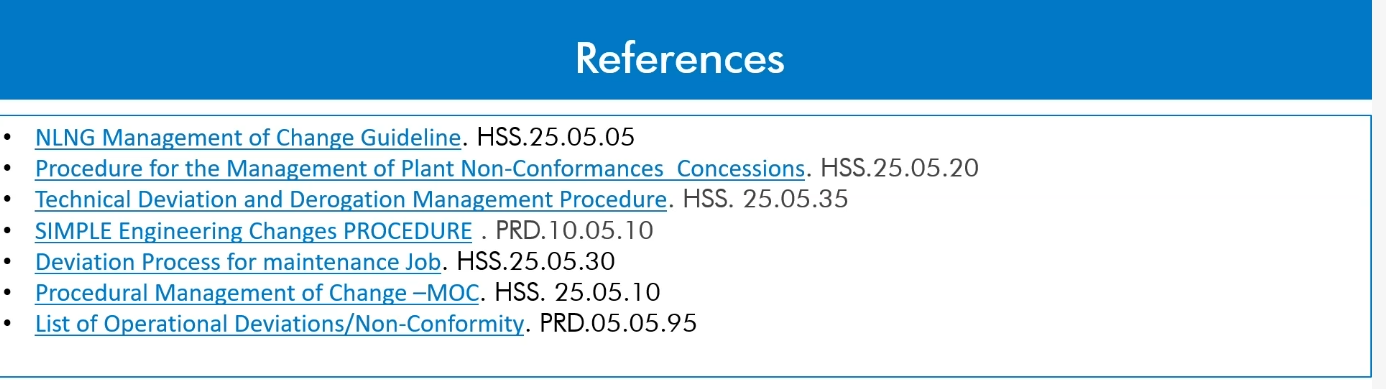 References
• NLNG Management of Change Guideline. HSS.25.05.05
• Procedure for the Management of Plant Non-Conformances  Concessions. HSS.25.05.20
• Technical Deviation and Derogation Management Procedure. HSS. 25.05.35
• SIMPLE Engineering Changes PROCEDURE . PRD.10.05.10
• Deviation Process for maintenance Job. HSS.25.05.30
• Procedural Management of Change –MOC. HSS. 25.05.10
• List of Operational Deviations/Non-Conformity. PRD.05.05.95